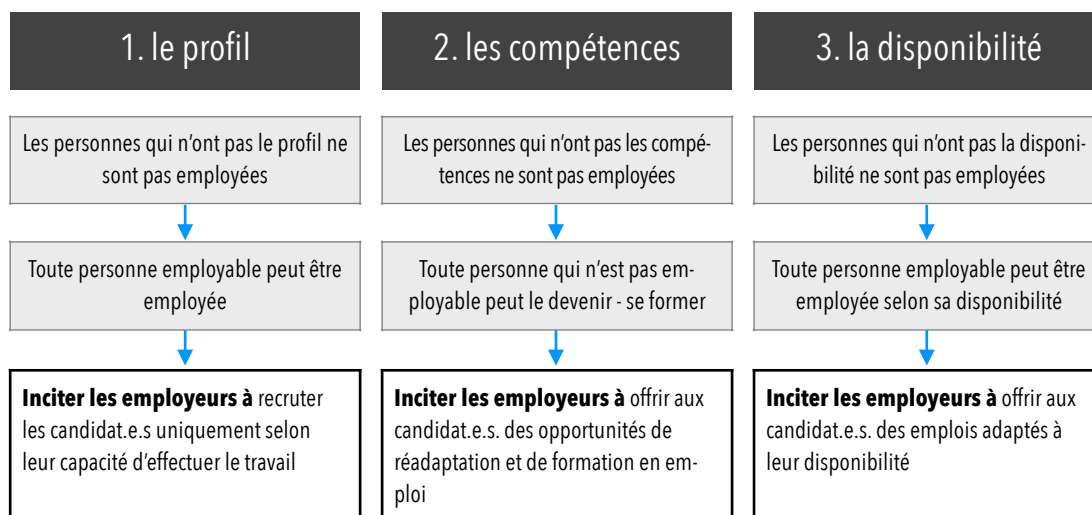 1. le profil
Les personnes qui n'ont pas le profil ne
sont pas employées
Toute personne employable peut être
employée
Inciter les employeurs à recruter
les candidat.e.s uniquement selon
leur capacité d'effectuer le travail
2. les compétences
Les personnes qui n'ont pas les compé-
tences ne sont pas employées
Toute personne qui n'est pas em-
ployable peut le devenir - se former
Inciter les employeurs à offrir aux
candidat.e.s. des opportunités de
réadaptation et de formation en em-
ploi
3. la disponibilité
Les personnes qui n'ont pas la disponi-
bilité ne sont pas employées
Toute personne employable peut être
employée selon sa disponibilité
Inciter les employeurs à offrir aux
candidat.e.s. des emplois adaptés à
leur disponibilité